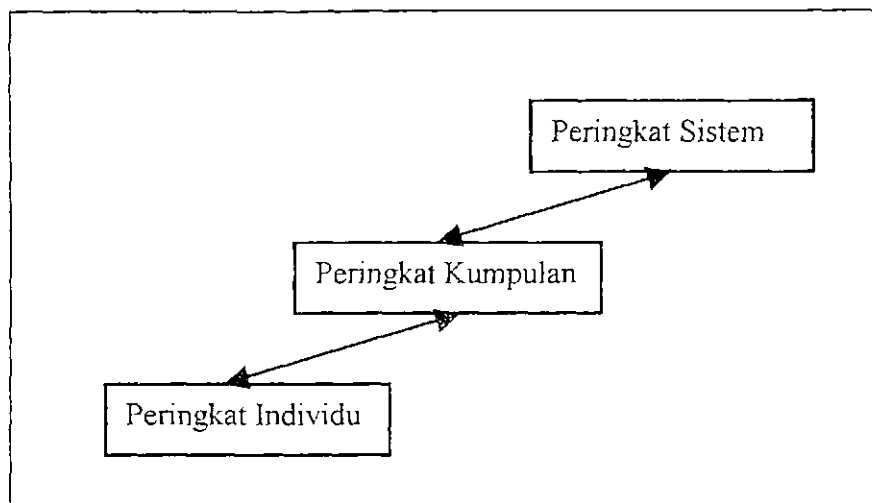 Peringkat Sistem
Peringkat Kumpulan
Peringkat Individu